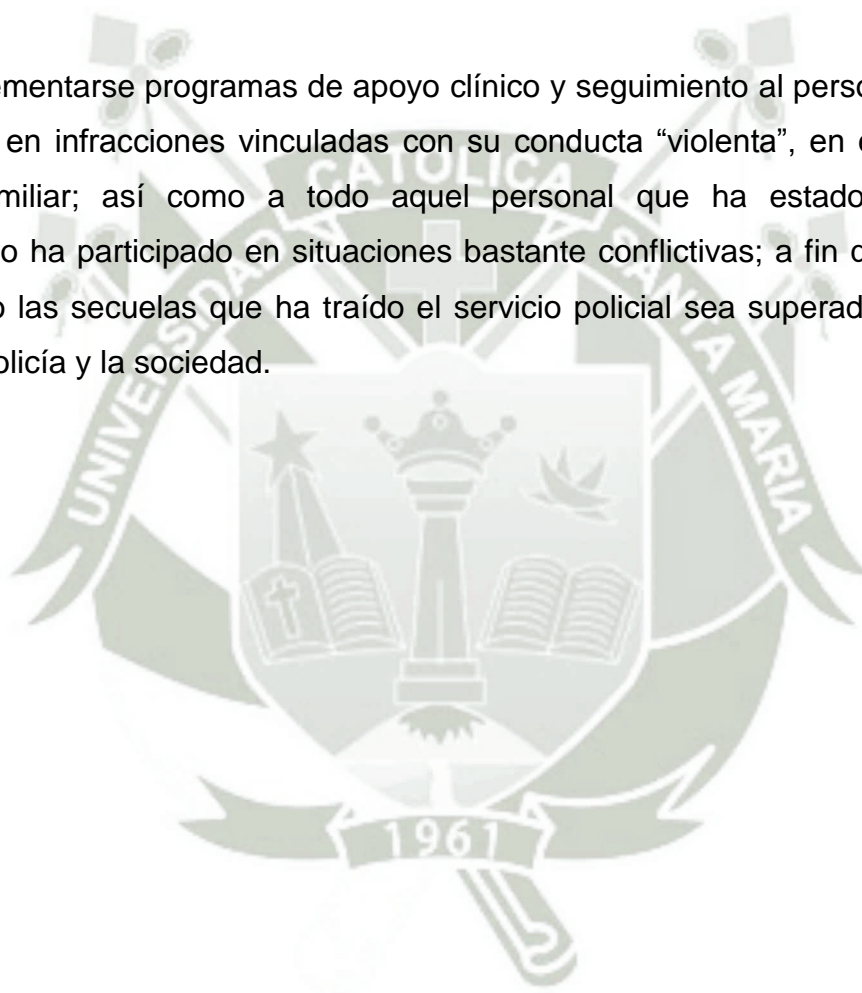 ementarse programas de apoyo clínico y seguimiento al perso
en infracciones vinculadas con su conducta “violenta”, en
miliar; así como a todo aquel personal que ha estado
o ha participado en situaciones bastante conflictivas; a fin
las secuelas que ha traído el servicio policial sea superad
olicía y la sociedad.
UNIVERSIDAD CATOLICA SANTA MARIA
1961